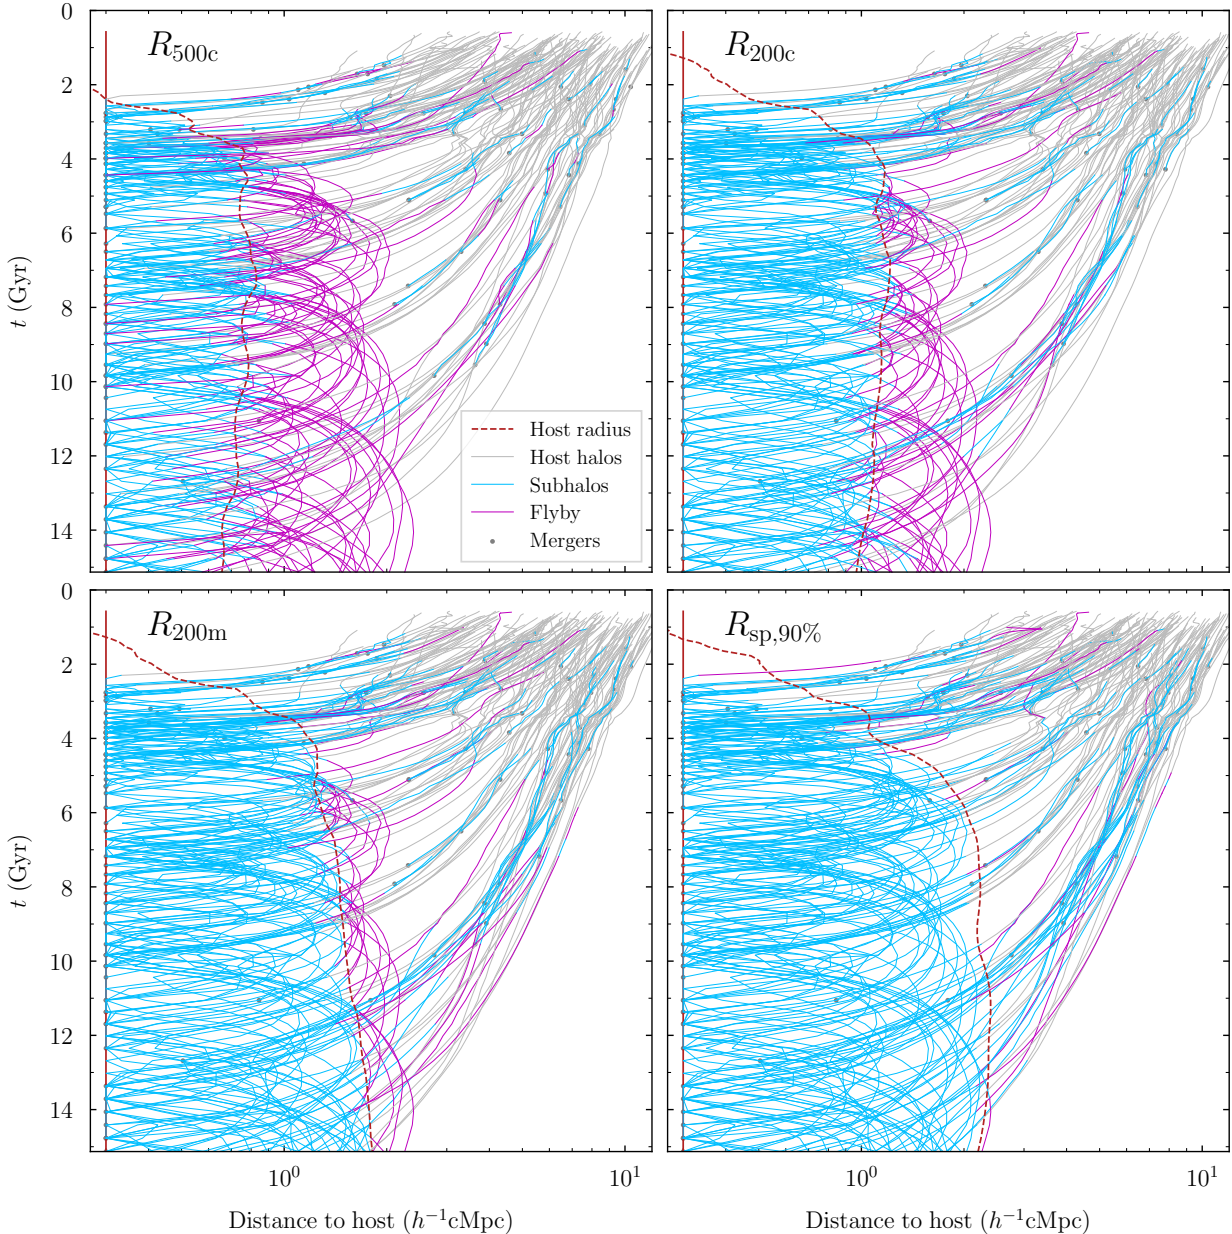 R500c
R200c
0
2
4
6
8
10
12
14
t (Gyr)
Host radius
Host halos
Subhalos
Flyby
Mergers
R200m
Rsp,90%
0
2
4
6
8
10
12
14
t (Gyr)
10^0
10^1
10^0
10^1
Distance to host (h^−1cMpc)
Distance to host (h^−1cMpc)